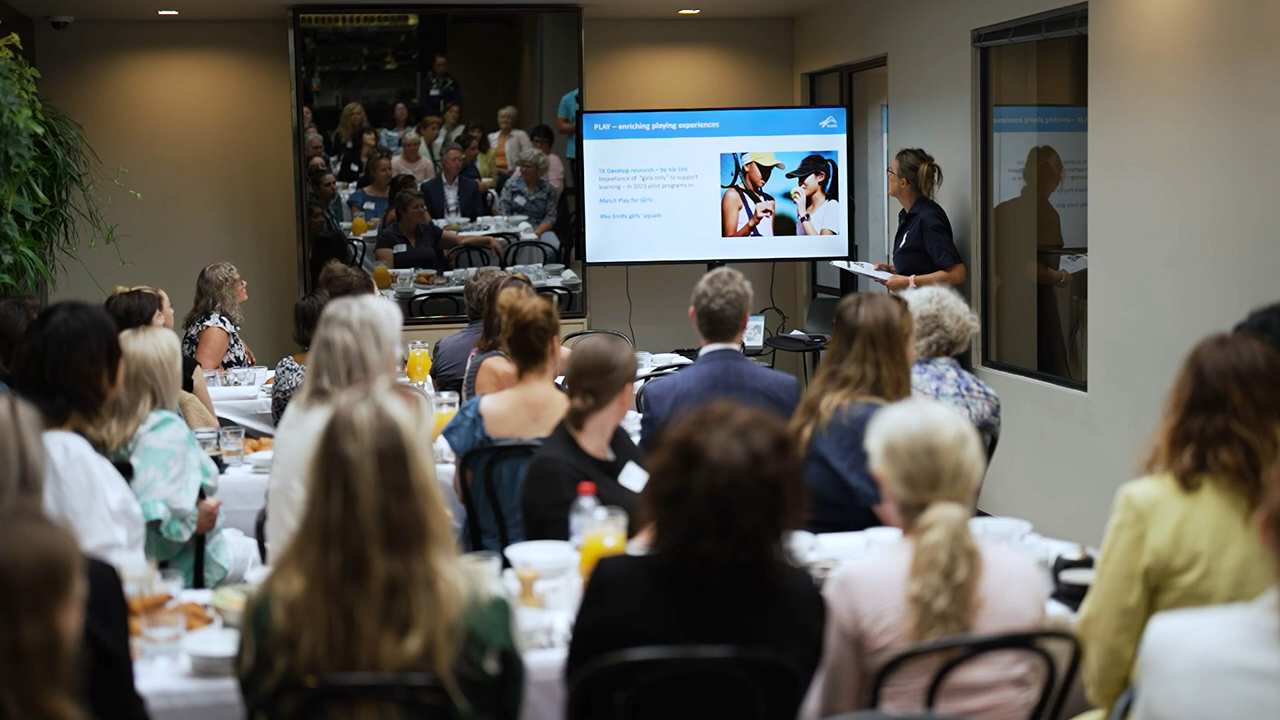 PLAY – enriching playing experiences
TA Desktop research – by Vic Uni
Importance of "girls only" to support
learning – in 2023 pilot programs in
Match Play for Girls
#No limits girls' squads